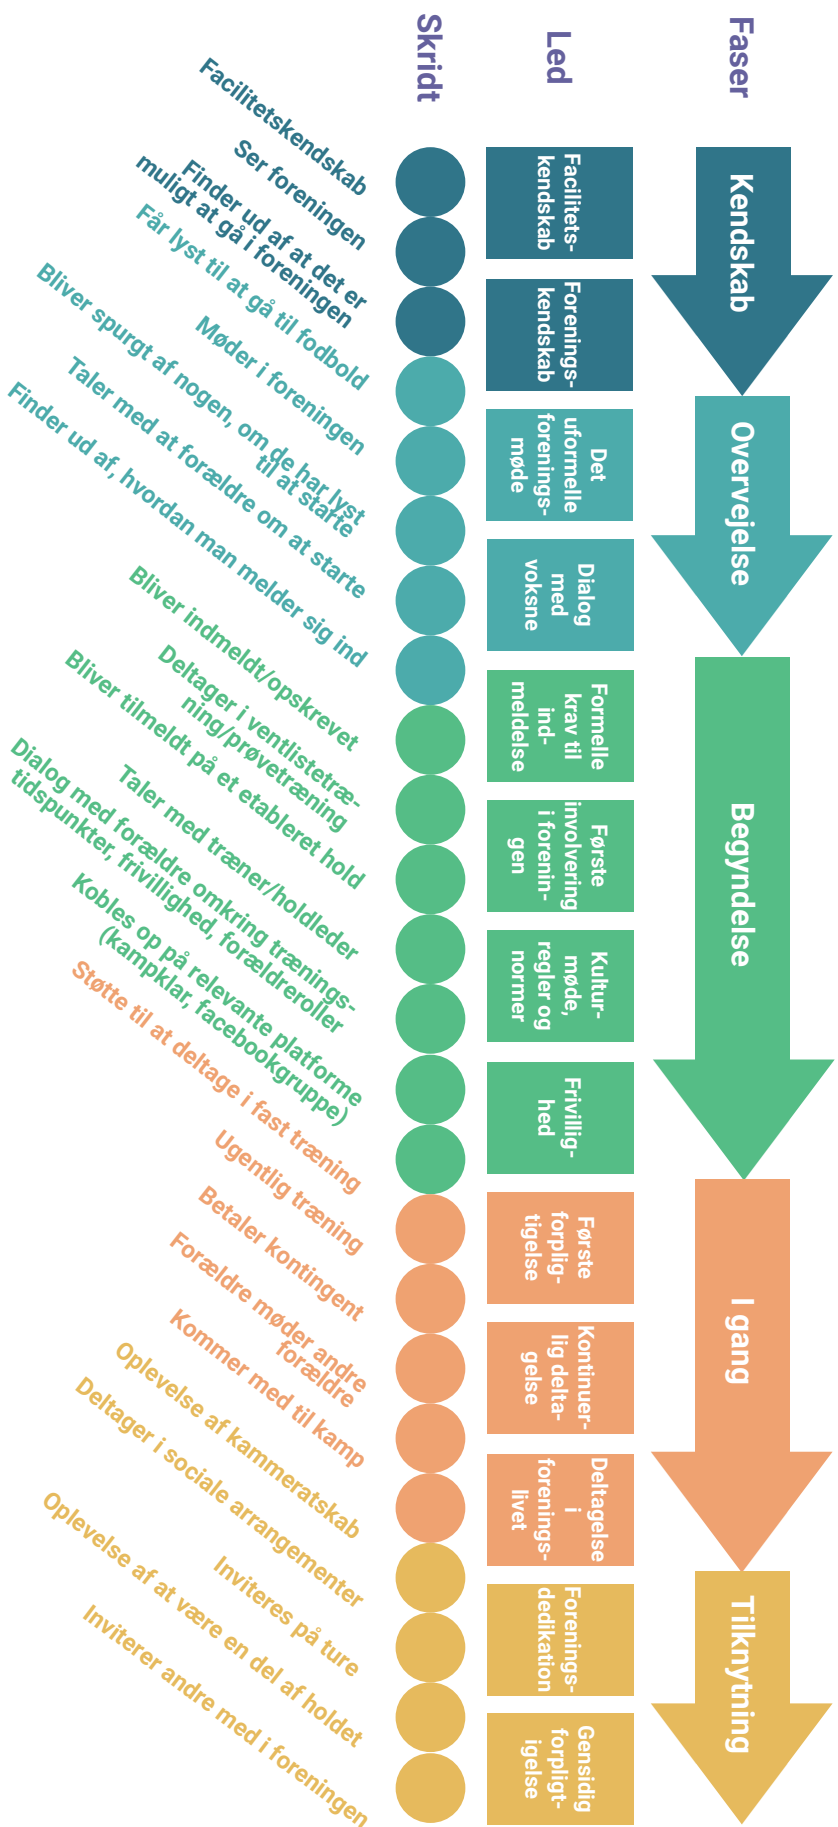 Faser
Kendskab
Overvejelse
Begyndelse
I gang
Tilknytning
Led
Facilitets-
kendskab
Forenings-
kendskab
Det
uformelle
forenings-
møde
Dialog
med
voksne
Formelle
krav til
ind-
meldelse
Første
involvering
i forenin-
gen
Kultur-
møde,
regler og
normer
Frivillig-
hed
Første
forplig-
tigelse
Kontinuer-
lig delta-
gelse
Deltagelse
i
forenings-
livet
Forenings-
dedikation
Gensidig
forpligt-
igelse
Skridt
Facilitetskendskab
Ser foreningen
Finder ud af at det er
muligt at gå i foreningen
Får lyst til at gå til fodbold
Møder i foreningen
Bliver spurgt af nogen, om de har lyst
til at starte
Taler med at forældre om at starte
Finder ud af, hvordan man melder sig ind
Bliver indmeldt/opskrevet
Deltager i ventlistetræ-
ning/prøvetræning
Bliver tilmeldt på et etableret hold
Taler med træner/holdleder
Dialog med forældre omkring trænings-
tidspunkter, frivillighed, forældreroller
Kobles op på relevante platforme
(kampklar, facebookgruppe)
Støtte til at deltage i fast træning
Ugentlig træning
Betaler kontingent
Forældre møder andre
forældre
Kommer med til kamp
Oplevelse af kammeratskab
Deltager i sociale arrangementer
Inviteres på ture
Oplevelse af at være en del af holdet
Inviterer andre med i foreningen